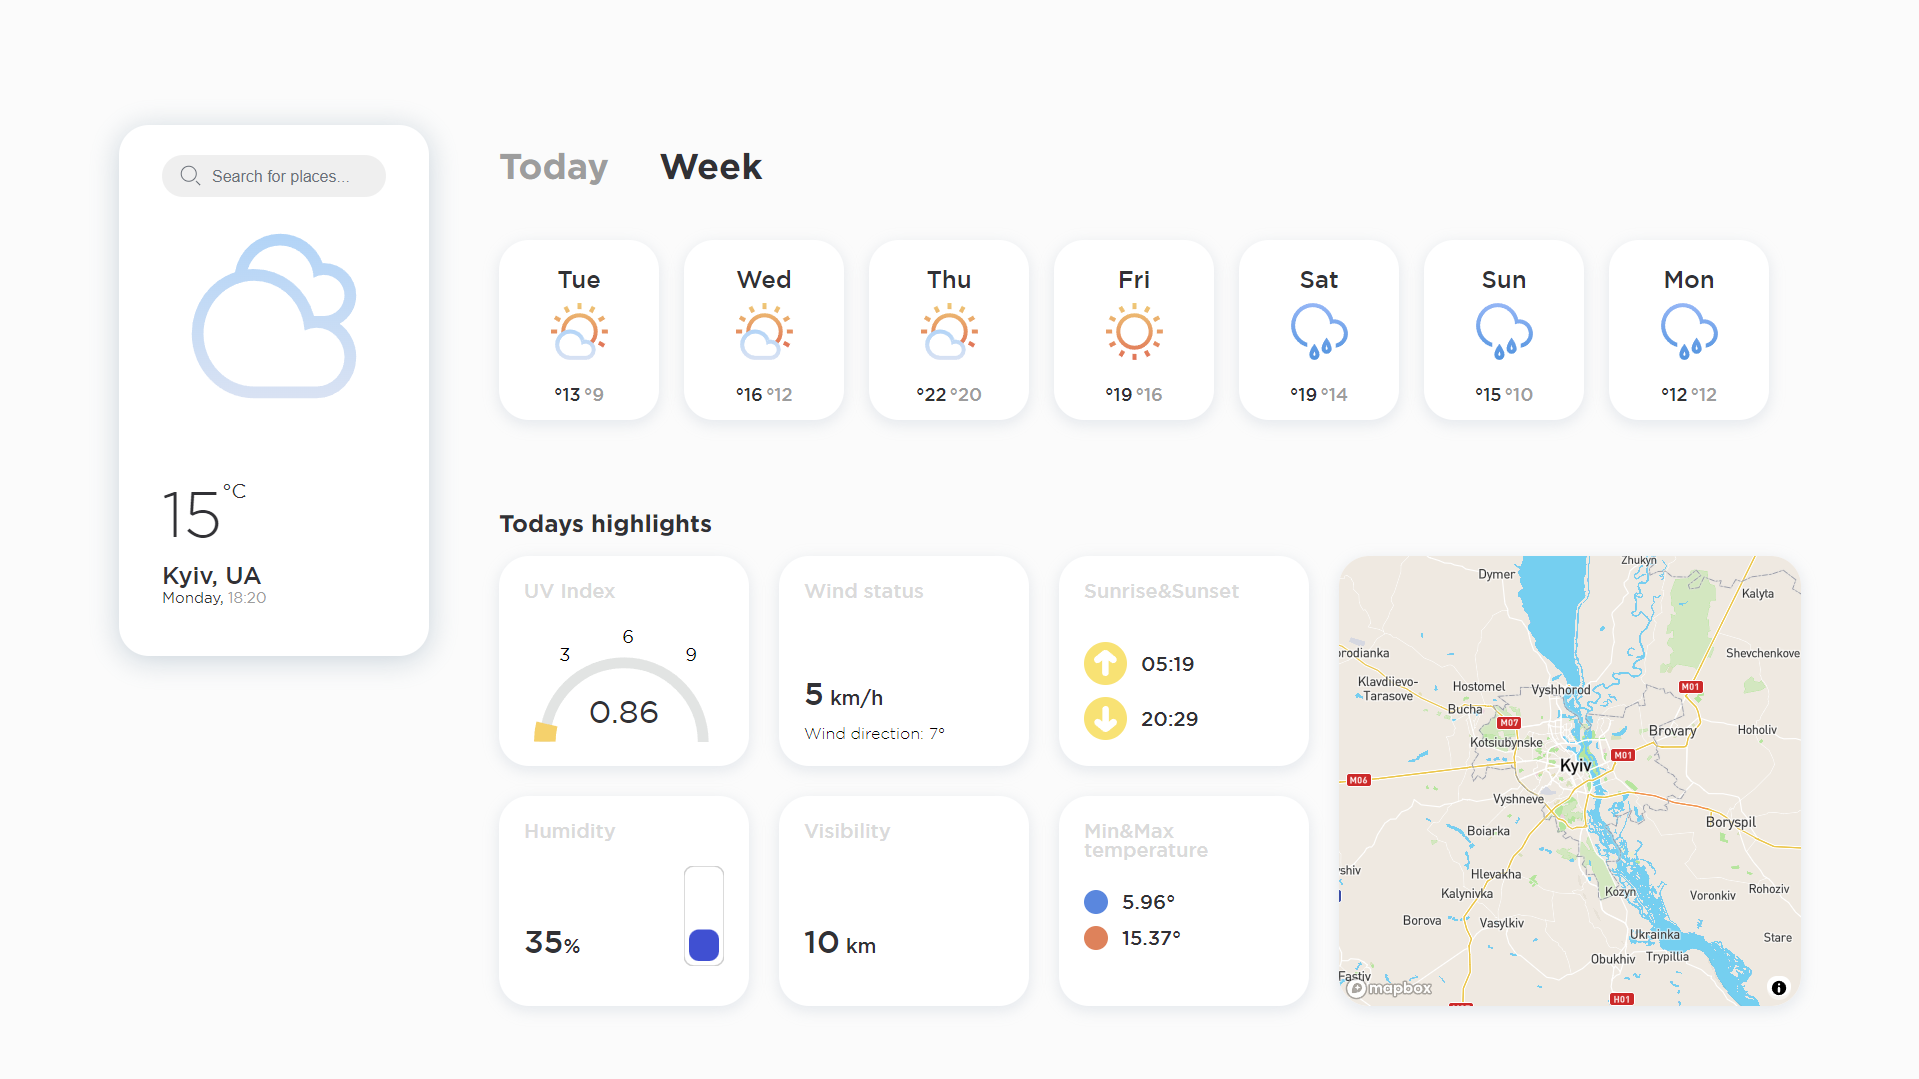 Search for places...
15 °C
Kyiv, UA
Monday, 18:20
Today Week
Tue Wed Thu Fri Sat Sun Mon
°13 °9 °16 °12 °22 °20 °19 °16 °19 °14 °15 °10 °12 °12
Todays highlights
UV Index
3 6 9
0.86
Wind status
5 km/h
Wind direction: 7°
Sunrise&Sunset
05:19
20:29
Humidity
35%
Visibility
10 km
Min&Max
temperature
5.96°
15.37°
Zhukyn
Dymer
Kalyta
rodianka
Shevchenkove
Klavdiievo-
Tarasove
Hostomel
Vyshhorod
M01
Bucha
M07
Brovary
Hoholiv
Kotsiubynske
M01
Kyiv
M06
Vyshneve
Boryspil
Boiarka
shiv
Hlevakha
Kalynivka
Kozyn
Voronkiv
Rohoziv
Borova
Vasylkiv
Ukrainka
Stare
Obukhiv
Trypillia
Fastiv
mapbox
H01